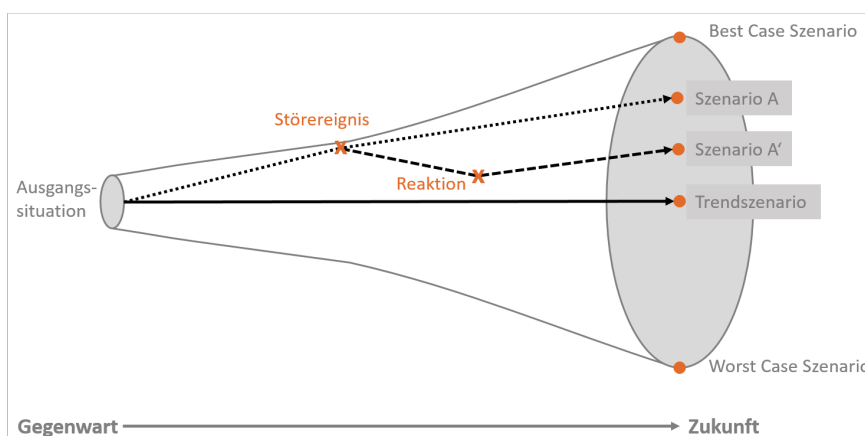 Best Case Szenario
Szenario A
Störereignis
Szenario A‘
Reaktion
Ausgangs-
situation
Trendszenario
Worst Case Szenario
Gegenwart
Zukunft